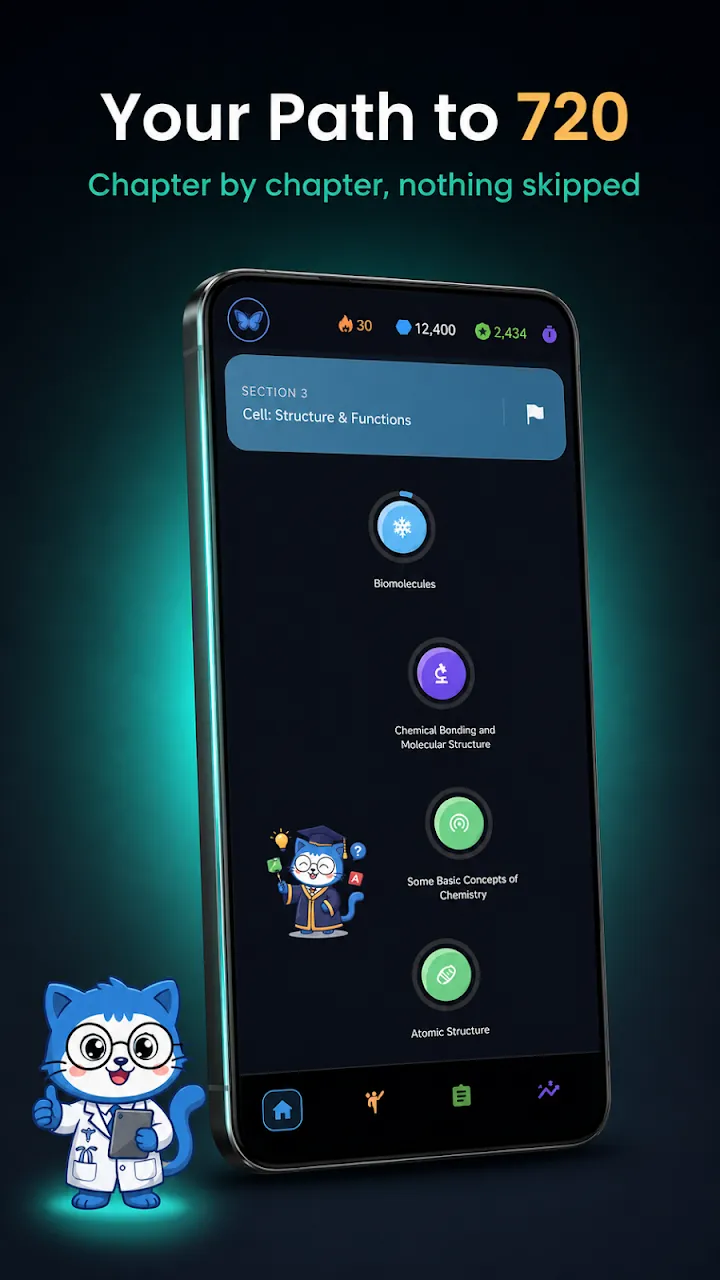 Your Path to 720
Chapter by chapter, nothing skipped
30
12,400
2,434
SECTION 3
Cell: Structure & Functions
Biomolecules
Chemical Bonding and
Molecular Structure
Some Basic Concepts of
Chemistry
?
A
Atomic Structure